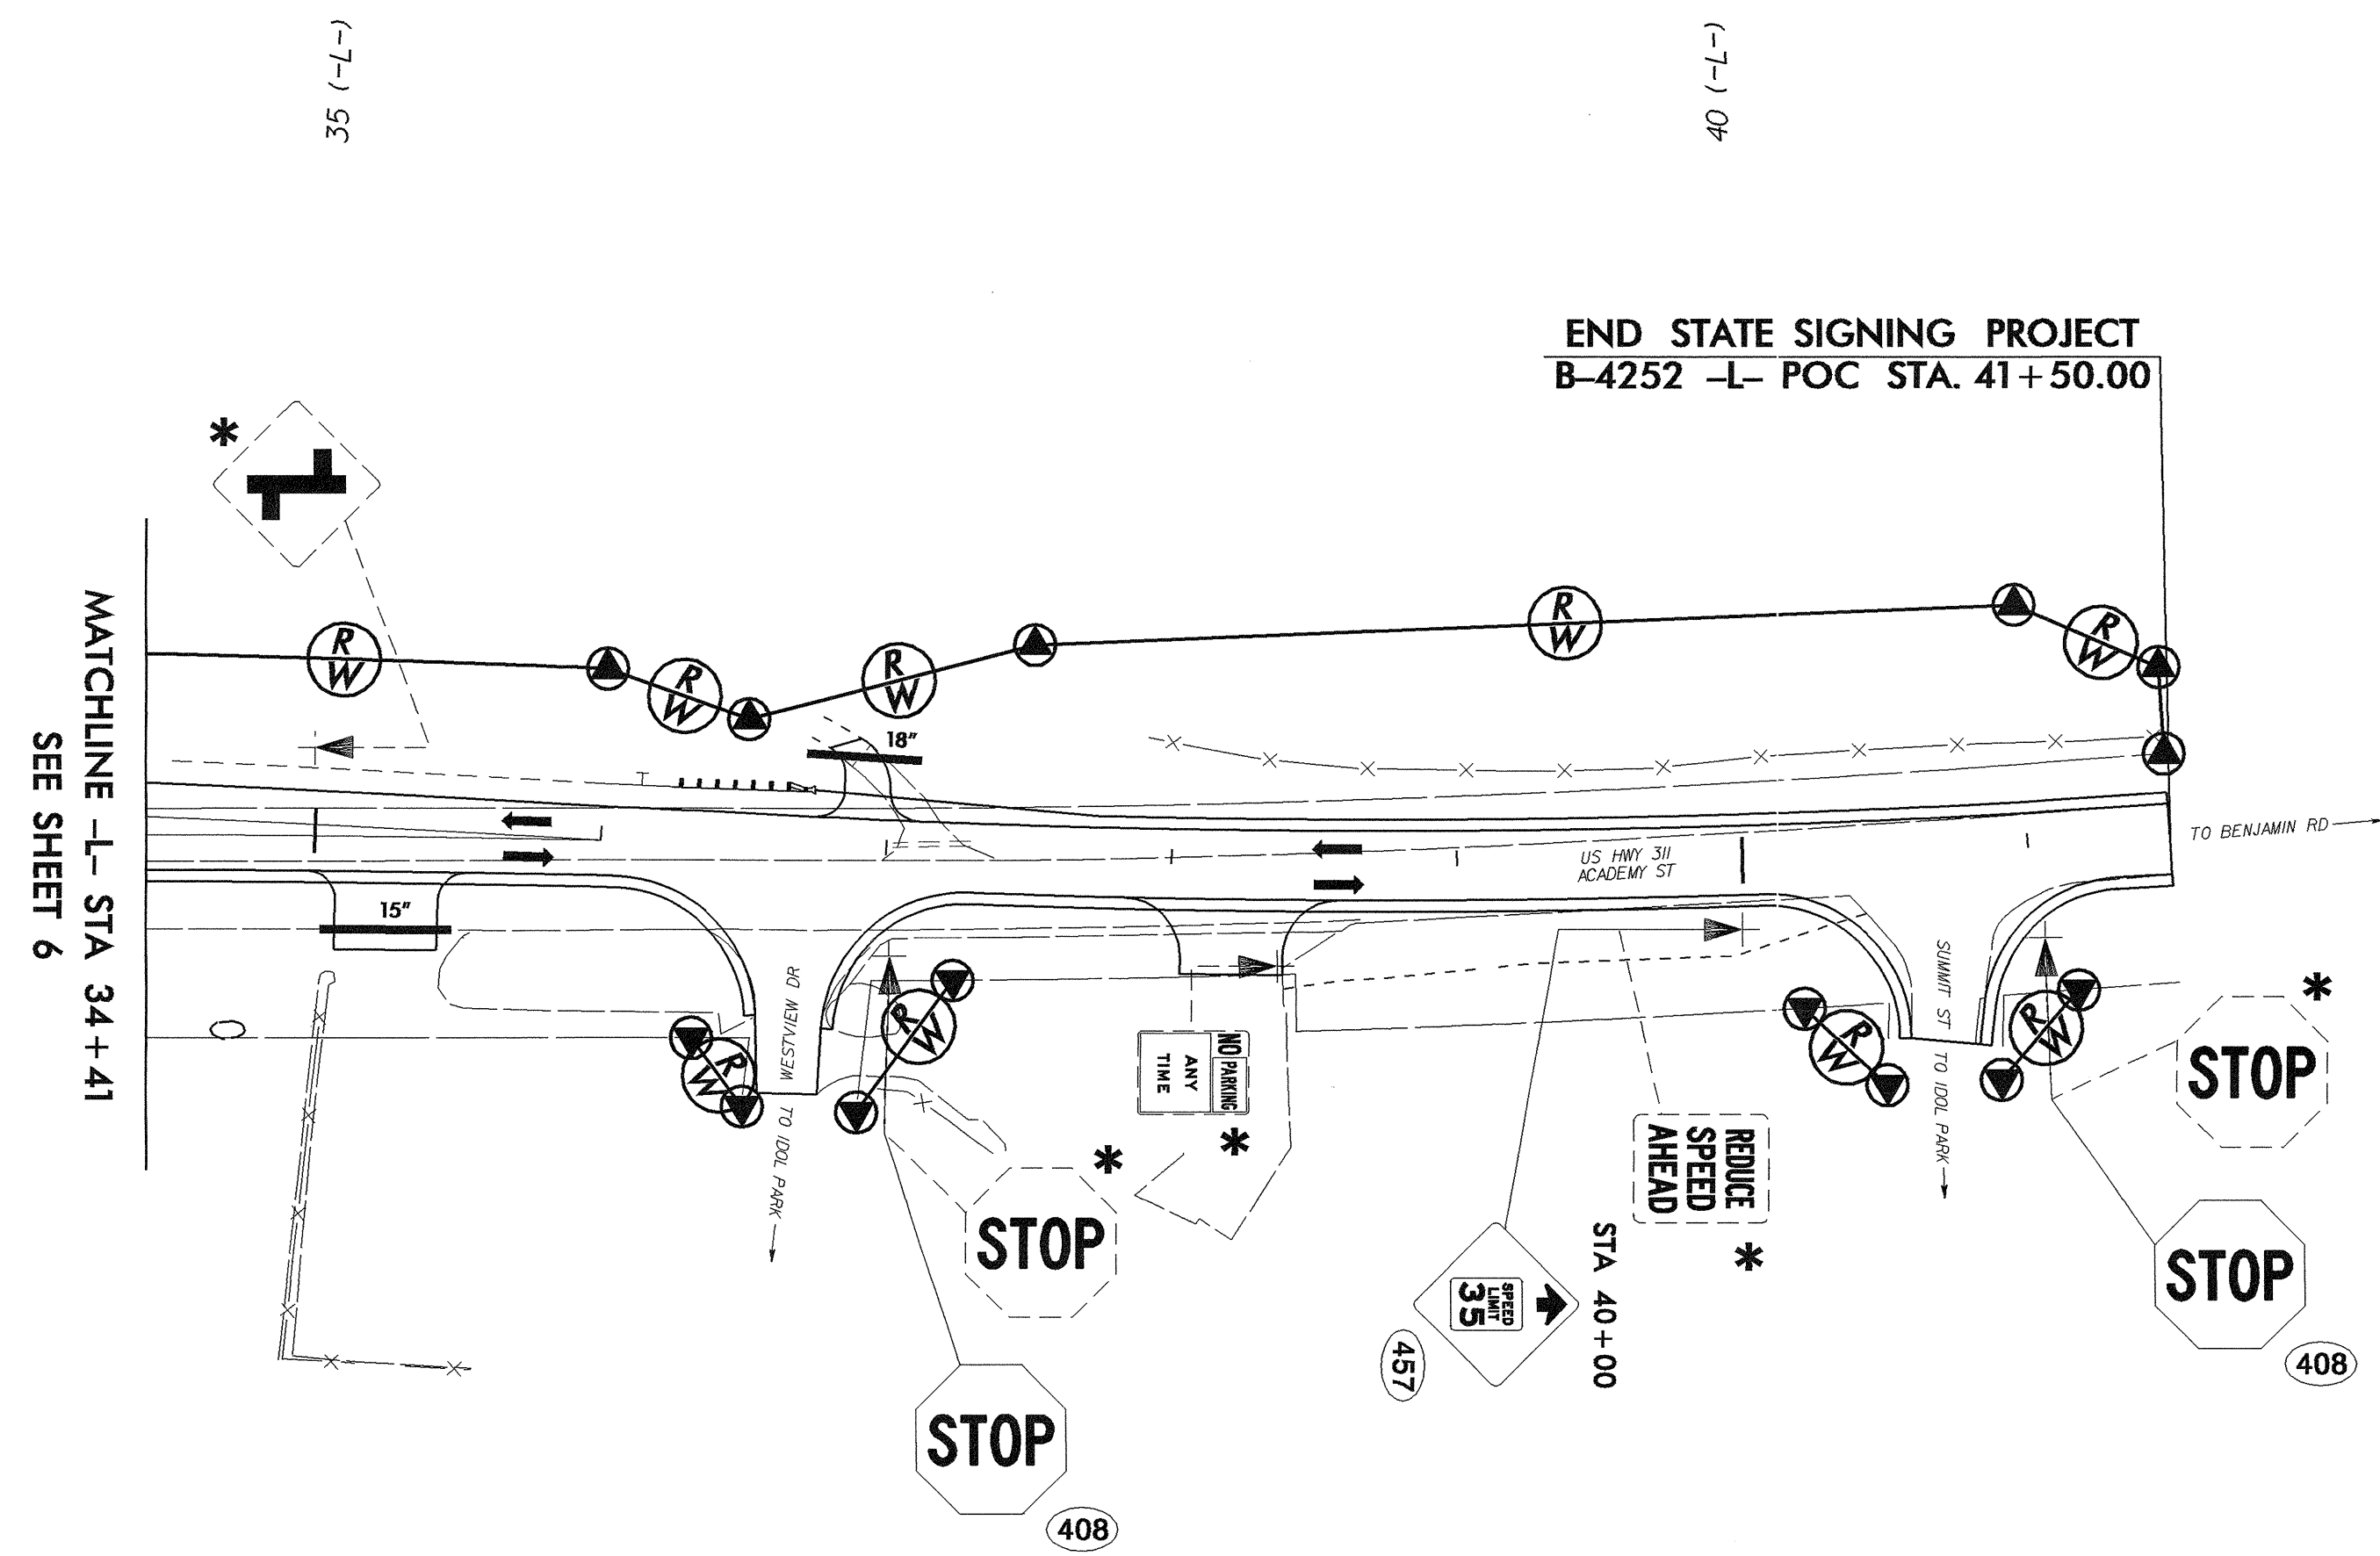 35 (-L-)
40 (-L-)
END STATE SIGNING PROJECT
B-4252 -L- POC STA. 41+50.00
*
MATCHLINE -L- STA 34+41
SEE SHEET 6
R
W
R
W
R
W
R
W
R
W
18"
T
TO BENJAMIN RD
US HWY 311
ACADEMY ST
15"
WESTVIEW DR
TO IDOL PARK
SUMMIT ST
TO IDOL PARK
R
W
R
W
R
W
R
W
NO
PARKING
ANY
TIME
*
*
STOP
*
STOP
REDUCE
SPEED
AHEAD
*
STA 40+00
SPEED
LIMIT
35
457
STOP
408
STOP
408